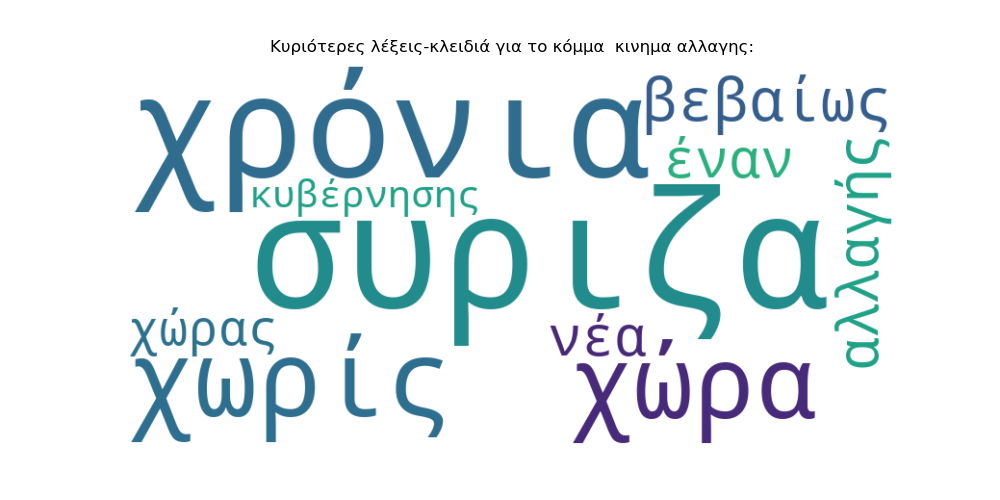 Κυριότερες λέξεις-κλειδιά για το κόμμα  κινημα αλλαγης:
χρόνια
βεβαίως
έναν
κυβέρνησης
αλλαγής
συριζα
χώρας
νέα
χωρίς
χώρα